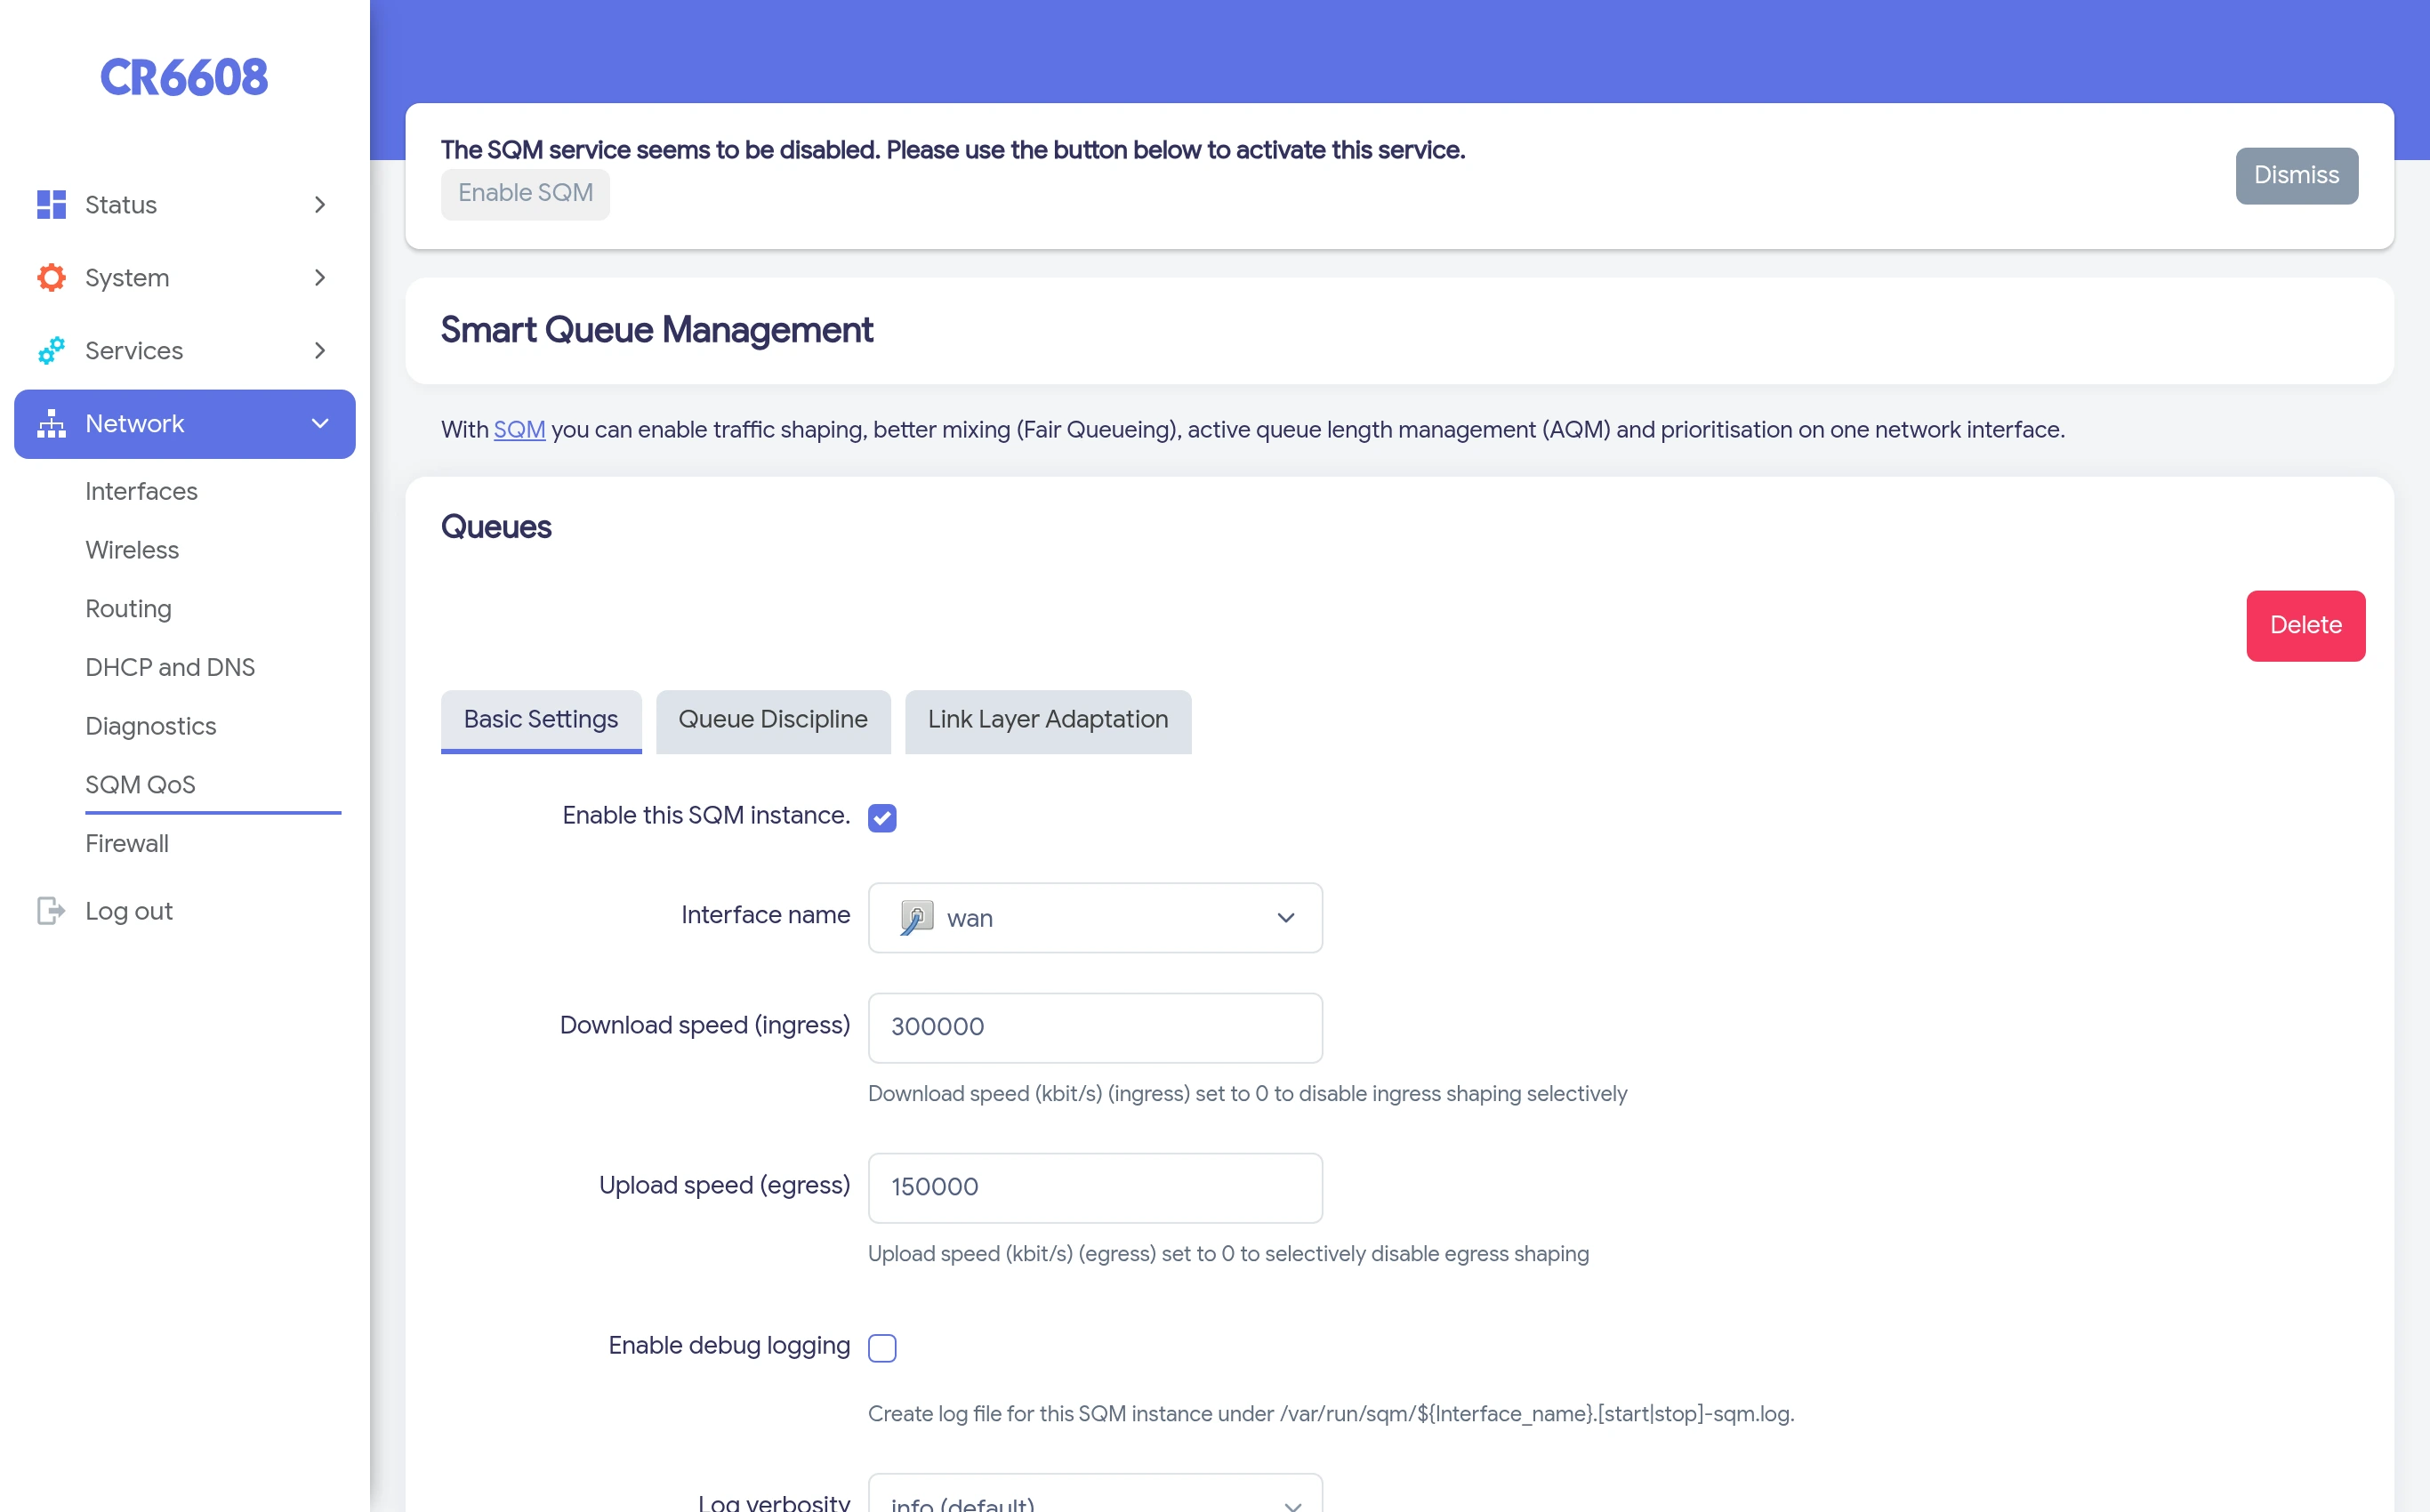 CR6608
Status
System
Services
Network
Interfaces
Wireless
Routing
DHCP and DNS
Diagnostics
SQM QoS
Firewall
Log out
The SQM service seems to be disabled. Please use the button below to activate this service.
Enable SQM
Dismiss
Smart Queue Management
With SQM you can enable traffic shaping, better mixing (Fair Queueing), active queue length management (AQM) and prioritisation on one network interface.
Queues
Delete
Basic Settings Queue Discipline Link Layer Adaptation
Enable this SQM instance.
Interface name wan
Download speed (ingress) 300000
Download speed (kbit/s) (ingress) set to 0 to disable ingress shaping selectively
Upload speed (egress) 150000
Upload speed (kbit/s) (egress) set to 0 to selectively disable egress shaping
Enable debug logging
Create log file for this SQM instance under /var/run/sqm/${Interface_name}.[start|stop]-sqm.log.
Log verbosity info (default)